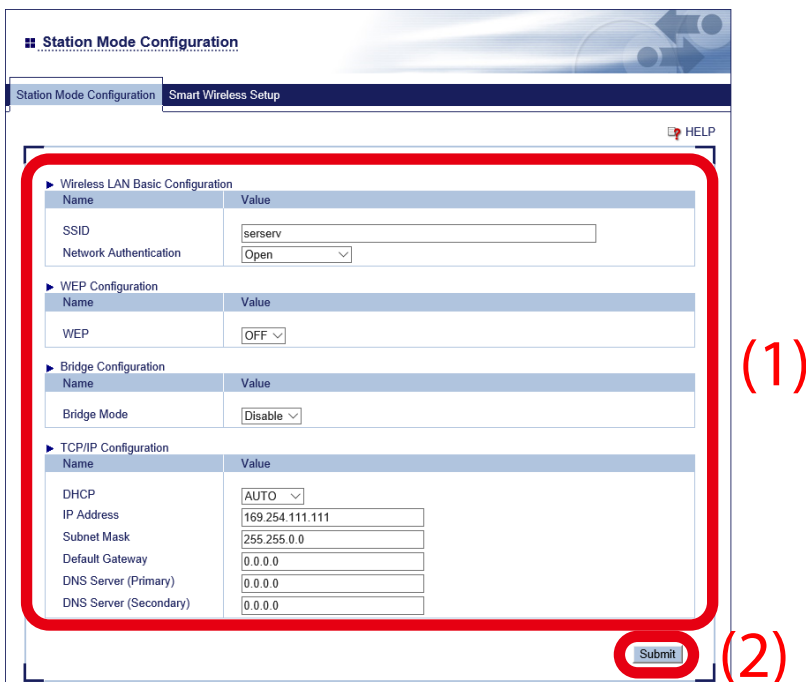 Station Mode Configuration
Station Mode Configuration Smart Wireless Setup
HELP
Wireless LAN Basic Configuration
Name Value
SSID serserv
Network Authentication Open
WEP Configuration
Name Value
WEP OFF
(1)
Bridge Configuration
Name Value
Bridge Mode Disable
TCP/IP Configuration
Name Value
DHCP AUTO
IP Address 169.254.111.111
Subnet Mask 255.255.0.0
Default Gateway 0.0.0.0
DNS Server (Primary) 0.0.0.0
DNS Server (Secondary) 0.0.0.0
Submit (2)